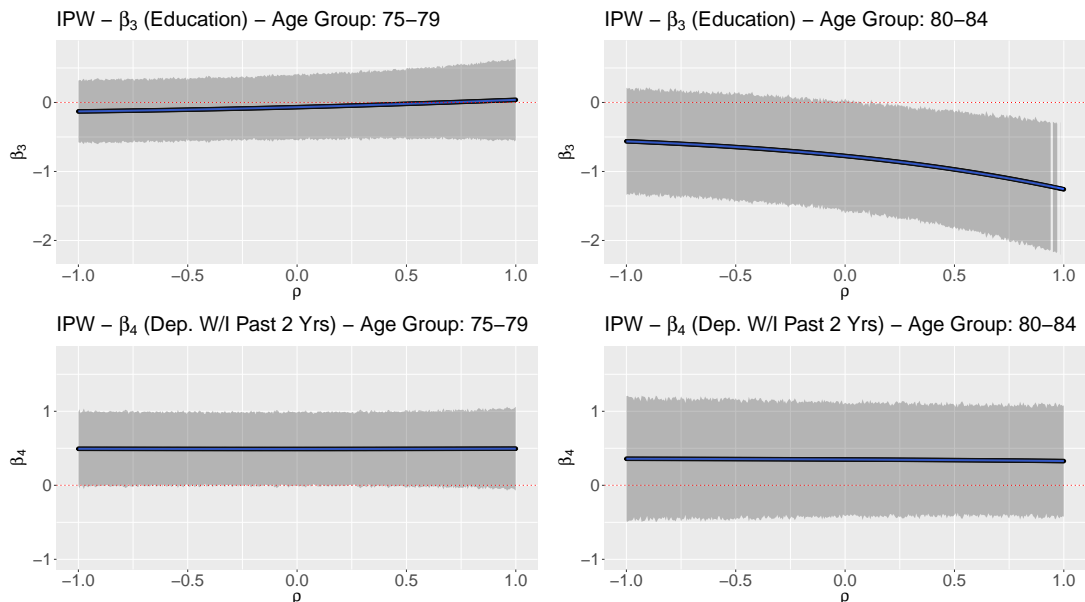 IPW − β3 (Education) − Age Group: 75−79
0
−1
−2
β3
−1.0 −0.5 0.0 0.5 1.0
ρ
IPW − β3 (Education) − Age Group: 80−84
0
−1
−2
β3
−1.0 −0.5 0.0 0.5 1.0
ρ
IPW − β4 (Dep. W/I Past 2 Yrs) − Age Group: 75−79
1
0
−1
β4
−1.0 −0.5 0.0 0.5 1.0
ρ
IPW − β4 (Dep. W/I Past 2 Yrs) − Age Group: 80−84
1
0
−1
β4
−1.0 −0.5 0.0 0.5 1.0
ρ